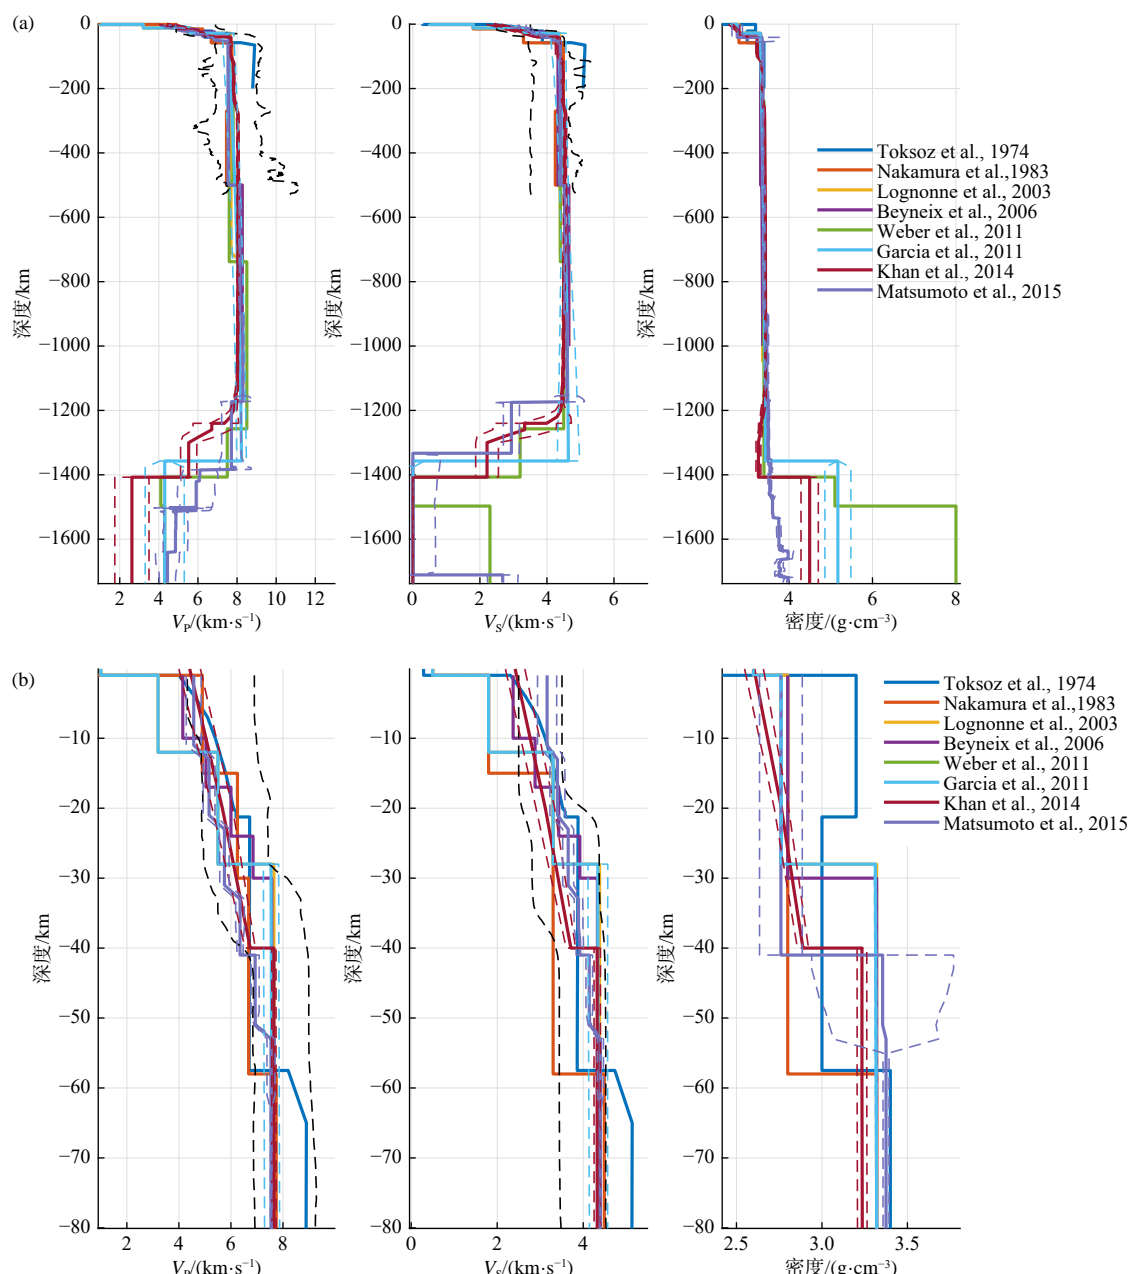 (a)
0
−200
−400
−600
−800
−1000
−1200
−1400
−1600
深度/km
2 4 6 8 10 12
V_P/(km·s⁻¹)
0
−200
−400
−600
−800
−1000
−1200
−1400
−1600
深度/km
0 2 4 6
V_S/(km·s⁻¹)
0
−200
−400
−600
−800
−1000
−1200
−1400
−1600
深度/km
4 6 8
密度/(g·cm⁻³)
Toksoz et al., 1974
Nakamura et al.,1983
Lognonne et al., 2003
Beyneix et al., 2006
Weber et al., 2011
Garcia et al., 2011
Khan et al., 2014
Matsumoto et al., 2015
(b)
−10
−20
−30
−40
−50
−60
−70
−80
深度/km
2 4 6 8
V_P/(km·s⁻¹)
−10
−20
−30
−40
−50
−60
−70
−80
深度/km
0 2 4
V_S/(km·s⁻¹)
−10
−20
−30
−40
−50
−60
−70
−80
深度/km
2.5 3.0 3.5
密度/(g·cm⁻³)
Toksoz et al., 1974
Nakamura et al.,1983
Lognonne et al., 2003
Beyneix et al., 2006
Weber et al., 2011
Garcia et al., 2011
Khan et al., 2014
Matsumoto et al., 2015